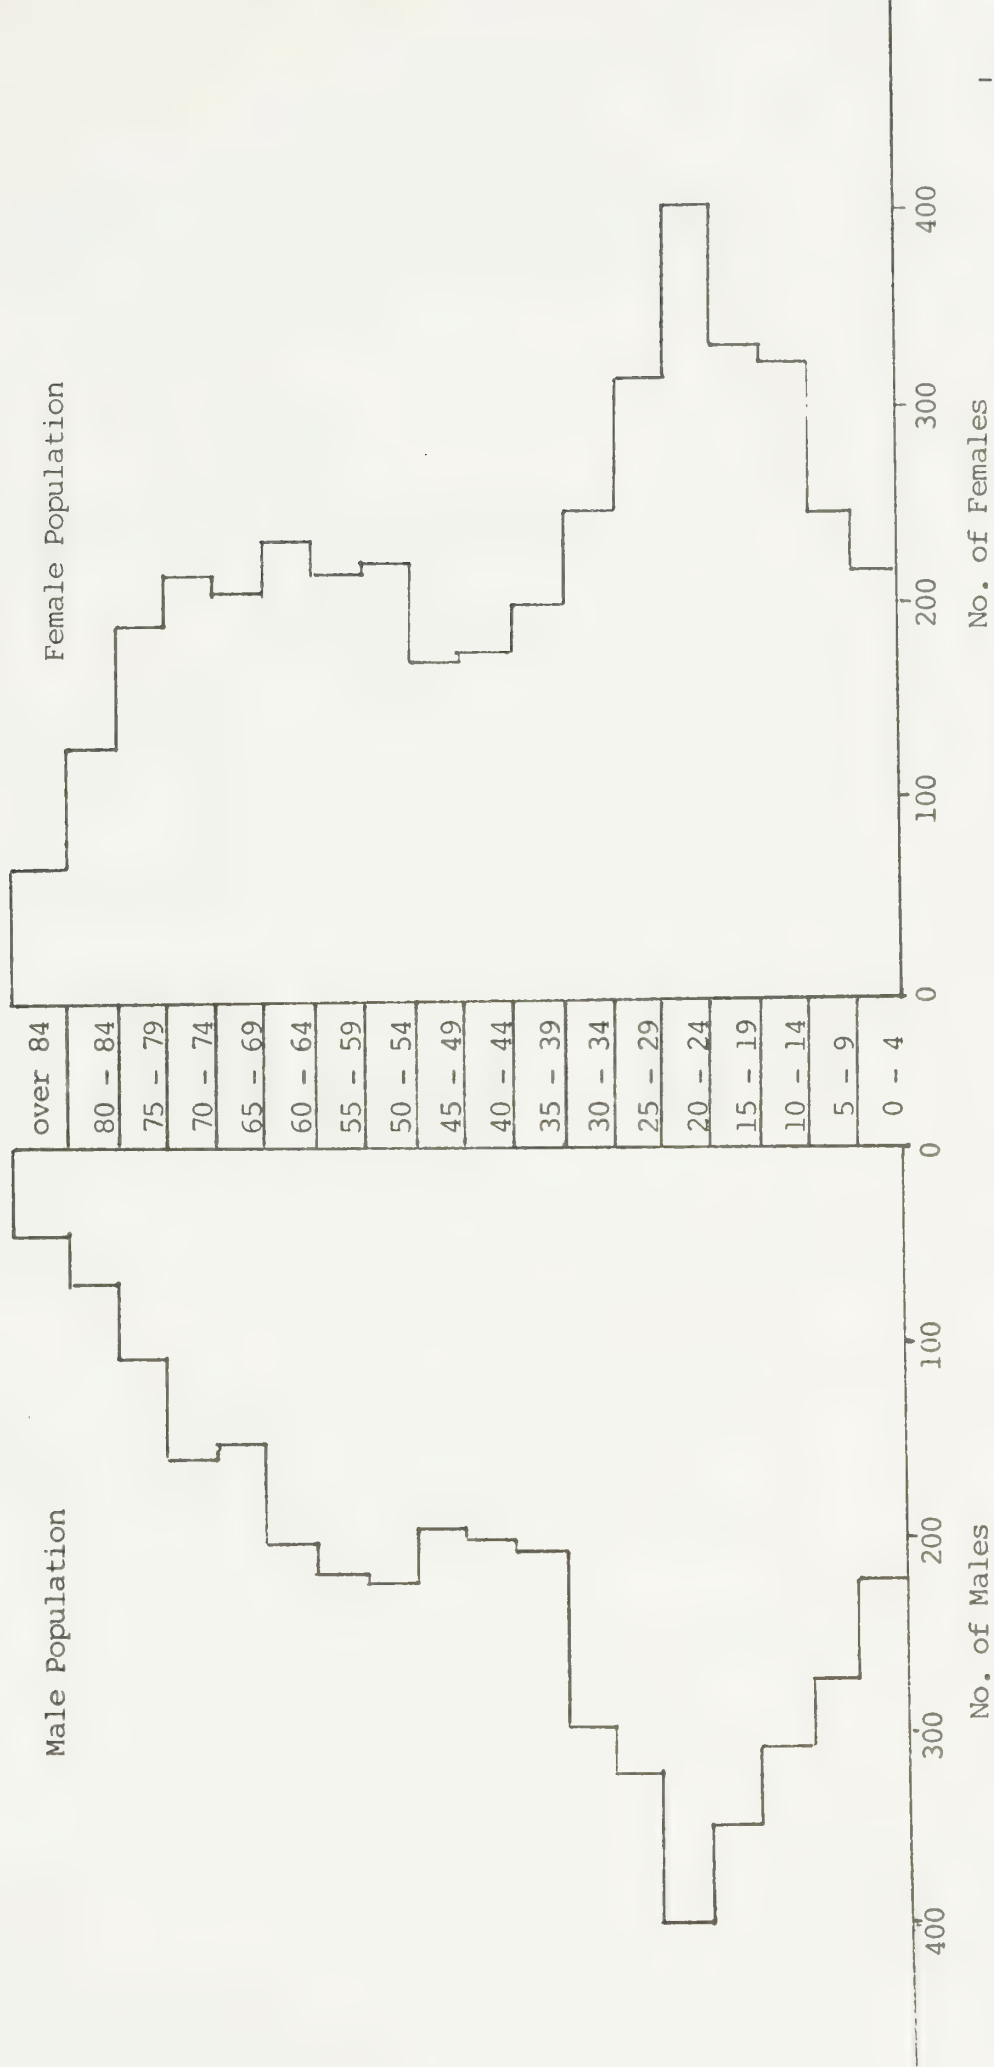 Male Population
Female Population
over 84
80 - 84
75 - 79
70 - 74
65 - 69
60 - 64
55 - 59
50 - 54
45 - 49
40 - 44
35 - 39
30 - 34
25 - 29
20 - 24
15 - 19
10 - 14
5 - 9
0 - 4
400 300 200 100 0 0 100 200 300 400
No. of Males
No. of Females